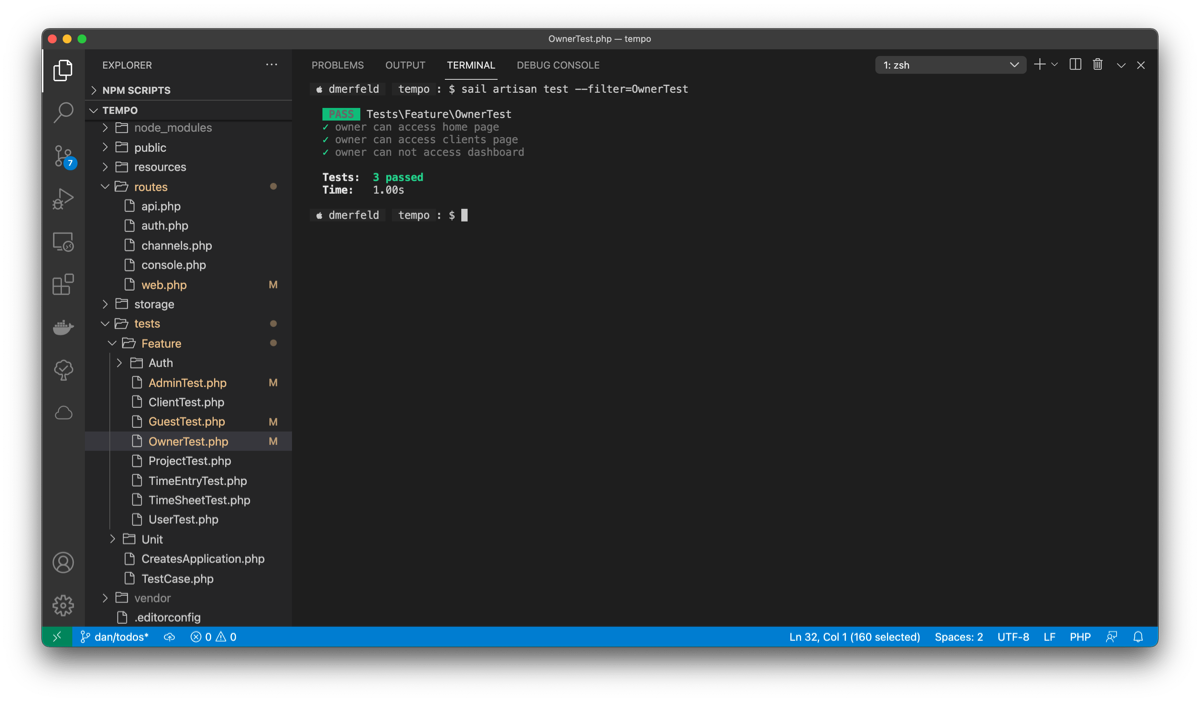 OwnerTest.php — tempo
EXPLORER
NPM SCRIPTS
TEMPO
node_modules
public
resources
routes
api.php
auth.php
channels.php
console.php
web.php M
storage
tests
Feature
Auth
AdminTest.php M
ClientTest.php
GuestTest.php M
OwnerTest.php M
ProjectTest.php
TimeEntryTest.php
TimeSheetTest.php
UserTest.php
Unit
CreatesApplication.php
TestCase.php
vendor
.editorconfig
7
PROBLEMS OUTPUT TERMINAL DEBUG CONSOLE 1: zsh
dmerfeld tempo : $ sail artisan test --filter=OwnerTest
PASS Tests\Feature\OwnerTest
✓ owner can access home page
✓ owner can access clients page
✓ owner can not access dashboard
Tests: 3 passed
Time: 1.00s
dmerfeld tempo : $
dan/todos* 0 0 Ln 32, Col 1 (160 selected) Spaces: 2 UTF-8 LF PHP